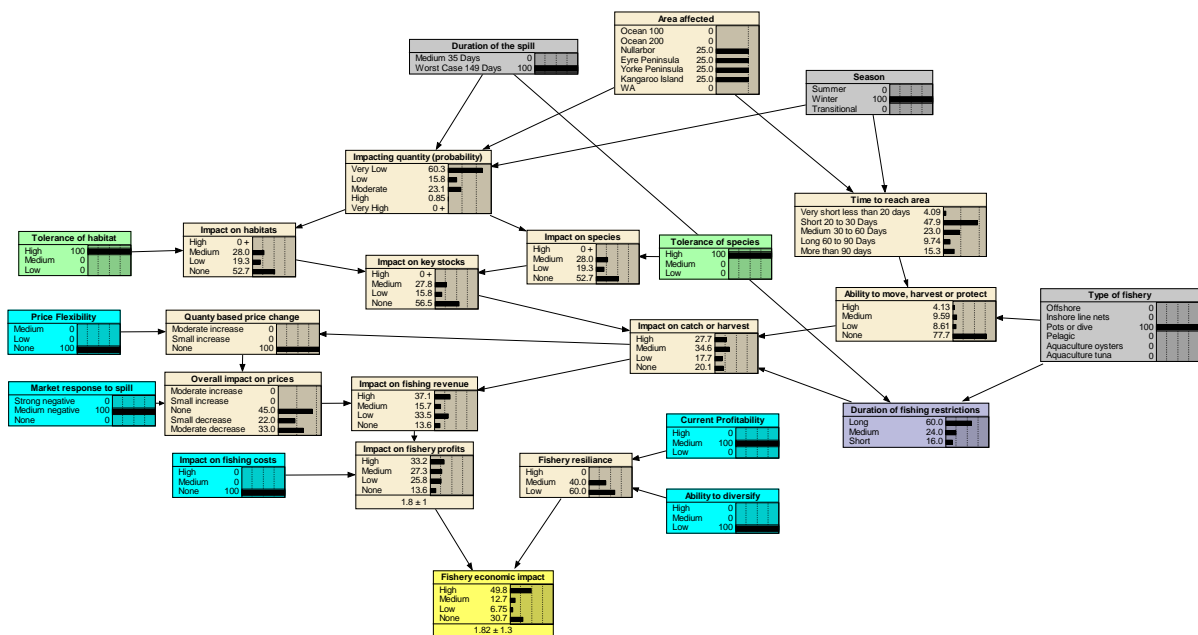 Area affected
Ocean 100 0
Ocean 200 0
Nullarbor 25.0
Eyre Peninsula 25.0
Yorke Peninsula 25.0
Kangaroo Island 25.0
WA 0
Duration of the spill
Medium 35 Days 0
Worst Case 149 Days 100
Season
Summer 0
Winter 100
Transitional 0
Impacting quantity (probability)
Very Low 60.3
Low 15.8
Moderate 23.1
High 0.85
Very High 0 +
Time to reach area
Very short less than 20 days 4.09
Short 20 to 30 Days 47.9
Medium 30 to 60 Days 23.0
Long 60 to 90 Days 9.74
More than 90 days 15.3
Tolerance of habitat
High 100
Medium 0
Low 0
Impact on habitats
High 0 +
Medium 28.0
Low 19.3
None 52.7
Impact on species
High 0 +
Medium 28.0
Low 19.3
None 52.7
Tolerance of species
High 100
Medium 0
Low 0
Impact on key stocks
High 0 +
Medium 27.8
Low 15.8
None 56.5
Ability to move, harvest or protect
High 4.13
Medium 9.59
Low 8.61
None 77.7
Type of fishery
Offshore 0
Inshore line nets 0
Pots or dive 100
Pelagic 0
Aquaculture oysters 0
Aquaculture tuna 0
Price Flexibility
Medium 0
Low 0
None 100
Quanty based price change
Moderate increase 0
Small increase 0
None 100
Impact on catch or harvest
High 27.7
Medium 34.6
Low 17.7
None 20.1
Market response to spill
Strong negative 0
Medium negative 100
None 0
Overall impact on prices
Moderate increase 0
Small increase 0
None 45.0
Small decrease 22.0
Moderate decrease 33.0
Impact on fishing revenue
High 37.1
Medium 15.7
Low 33.5
None 13.6
Duration of fishing restrictions
Long 60.0
Medium 24.0
Short 16.0
Current Profitability
High 0
Medium 100
Low 0
Impact on fishing costs
High 0
Medium 0
None 100
Impact on fishery profits
High 33.2
Medium 27.3
Low 25.8
None 13.6
1.8 ± 1
Fishery resiliance
High 0
Medium 40.0
Low 60.0
Ability to diversify
High 0
Medium 0
Low 100
Fishery economic impact
High 49.8
Medium 12.7
Low 6.75
None 30.7
1.82 ± 1.3